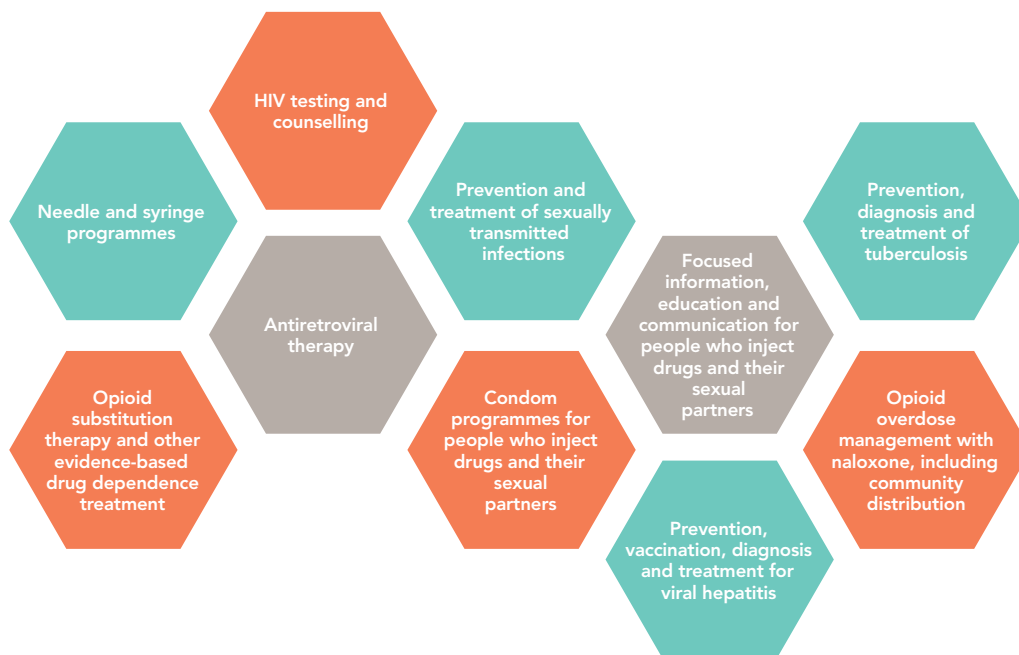 HIV testing and
counselling
Needle and syringe
programmes
Prevention and
treatment of sexually
transmitted
infections
Prevention,
diagnosis and
treatment of
tuberculosis
Antiretroviral
therapy
Focused
information,
education and
communication for
people who inject
drugs and their
sexual
partners
Opioid
substitution
therapy and other
evidence-based
drug dependence
treatment
Condom
programmes for
people who inject
drugs and their
sexual
partners
Opioid
overdose
management with
naloxone, including
community
distribution
Prevention,
vaccination, diagnosis
and treatment for
viral hepatitis